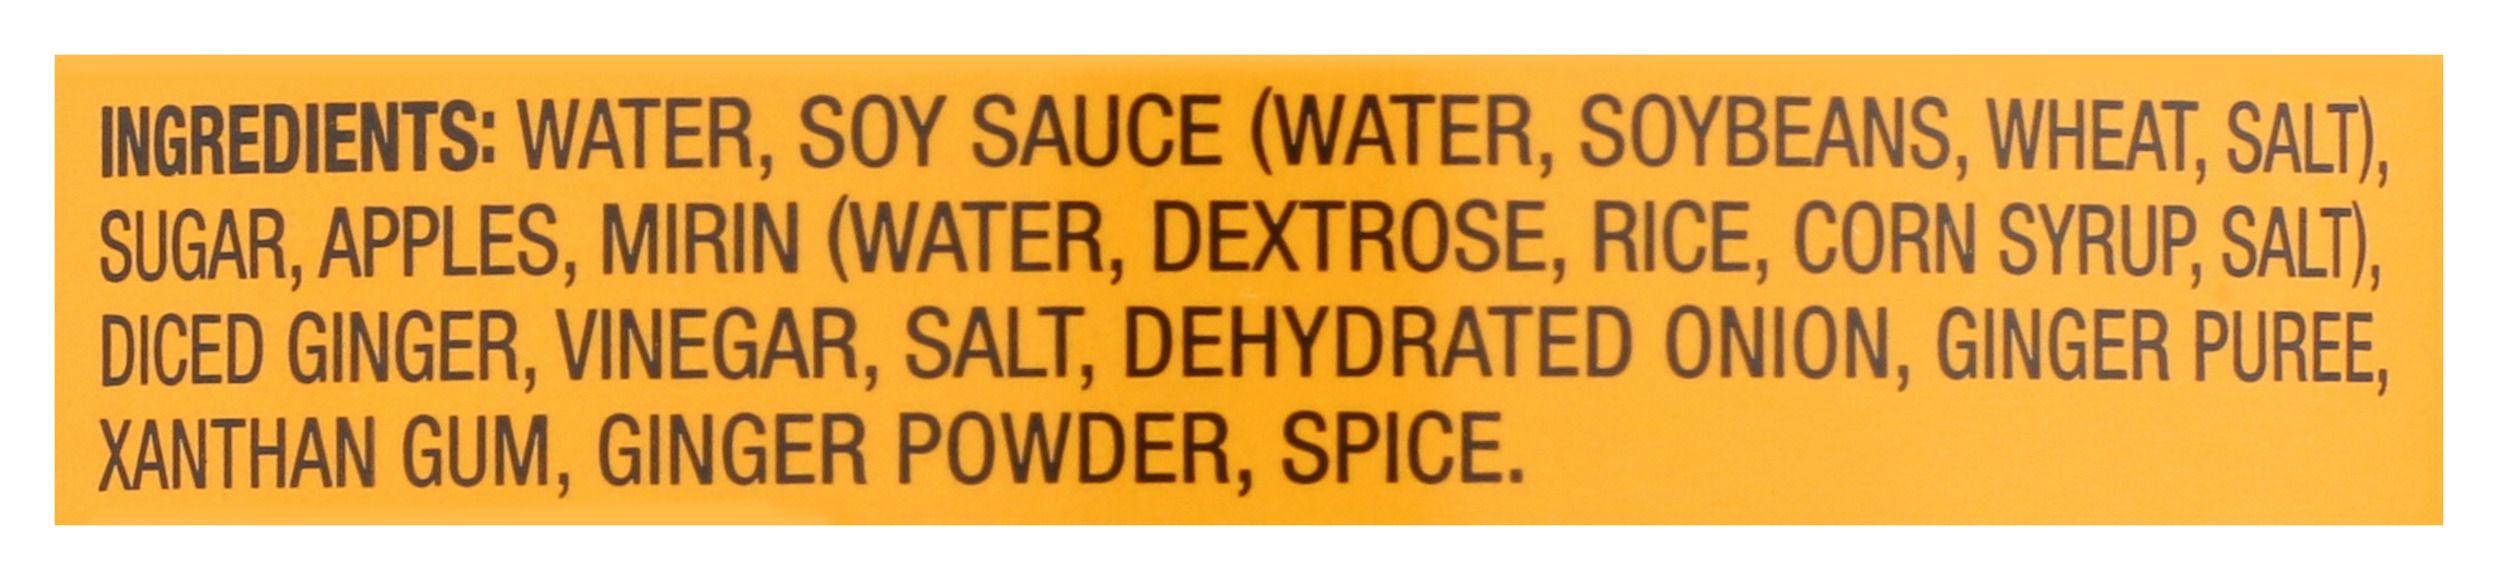 INGREDIENTS: WATER, SOY SAUCE (WATER, SOYBEANS, WHEAT, SALT),
SUGAR, APPLES, MIRIN (WATER, DEXTROSE, RICE, CORN SYRUP, SALT),
DICED GINGER, VINEGAR, SALT, DEHYDRATED ONION, GINGER PUREE,
XANTHAN GUM, GINGER POWDER, SPICE.